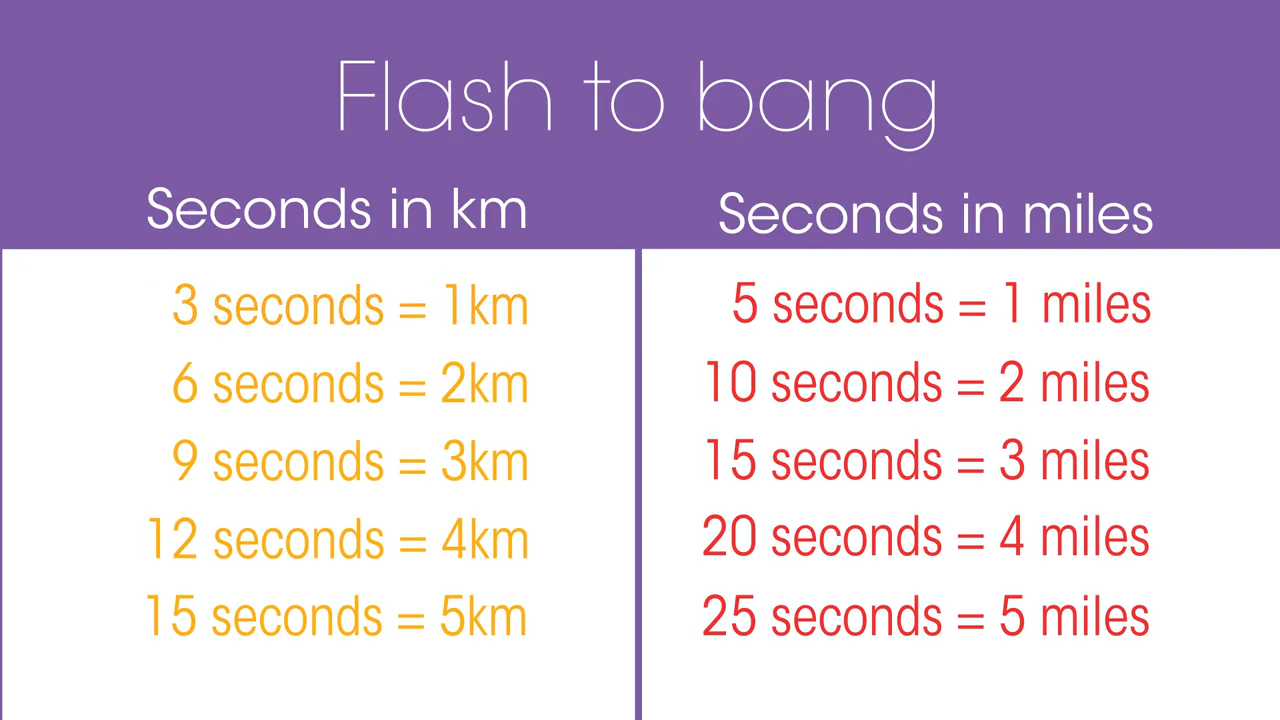 Flash to bang
Seconds in km
3 seconds = 1km
6 seconds = 2km
9 seconds = 3km
12 seconds = 4km
15 seconds = 5km
Seconds in miles
5 seconds = 1 miles
10 seconds = 2 miles
15 seconds = 3 miles
20 seconds = 4 miles
25 seconds = 5 miles